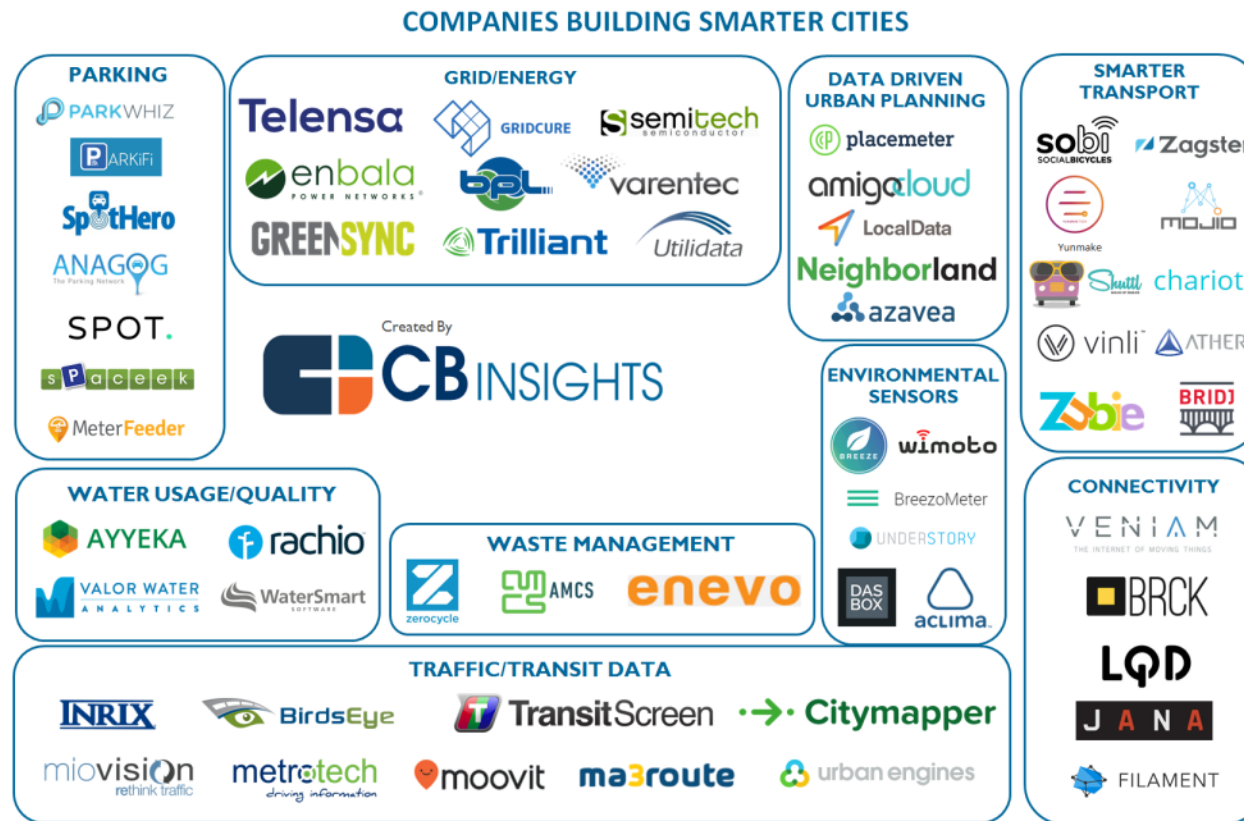 COMPANIES BUILDING SMARTER CITIES
PARKING
PARKWHIZ
PARKiFi
SpotHero
ANAGOG
The Parking Network
SPOT.
sPaceek
MeterFeeder
GRID/ENERGY
Telensa
GRIDCURE
semitech
semiconductor
enbala
POWER NETWORKS®
bpl
varentec
GREENSYNC
Trilliant
Utilidata
DATA DRIVEN
URBAN PLANNING
placemeter
amigocloud
LocalData
Neighborland
azavea
SMARTER
TRANSPORT
sobi
SOCIALBICYCLES
Zagster
Yunmake
MOJIO
Shuttl
chariot
vinli
ATHER
Zubie
BRIDJ
Created By
CB INSIGHTS
ENVIRONMENTAL
SENSORS
BREEZE
wimoto
BreezoMeter
UNDERSTORY
DAS
BOX
aclima
WATER USAGE/QUALITY
AYYEKA
rachio
VALOR WATER
ANALYTICS
WaterSmart
SOFTWARE
WASTE MANAGEMENT
zerocycle
AMCS
enevo
CONNECTIVITY
VENIAM
THE INTERNET OF MOVING THINGS
BRCK
LQD
JANA
FILAMENT
TRAFFIC/TRANSIT DATA
INRIX
BirdsEye
T TransitScreen
Citymapper
miovision
rethink traffic
metrotech
driving information
moovit
ma3route
urban engines